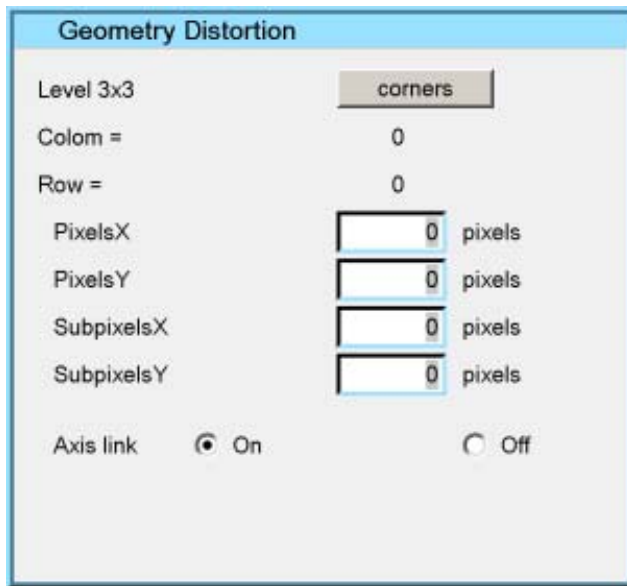 Geometry Distortion
Level 3x3 corners
Colom = 0
Row = 0
PixelsX 0 pixels
PixelsY 0 pixels
SubpixelsX 0 pixels
SubpixelsY 0 pixels
Axis link On Off